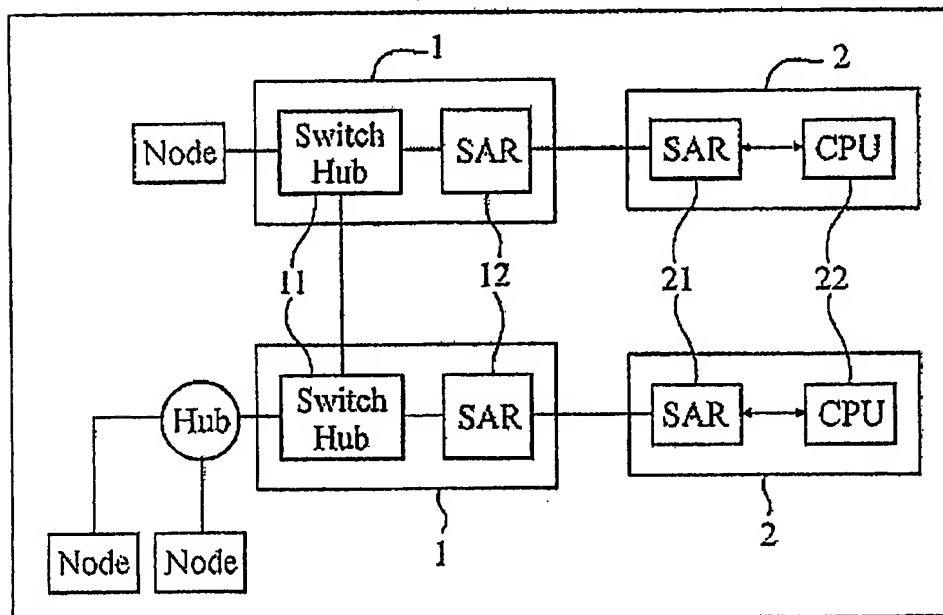 1
2
Node
Switch
Hub
SAR
SAR
CPU
11
12
21
22
Hub
Switch
Hub
SAR
SAR
CPU
Node
Node
1
2